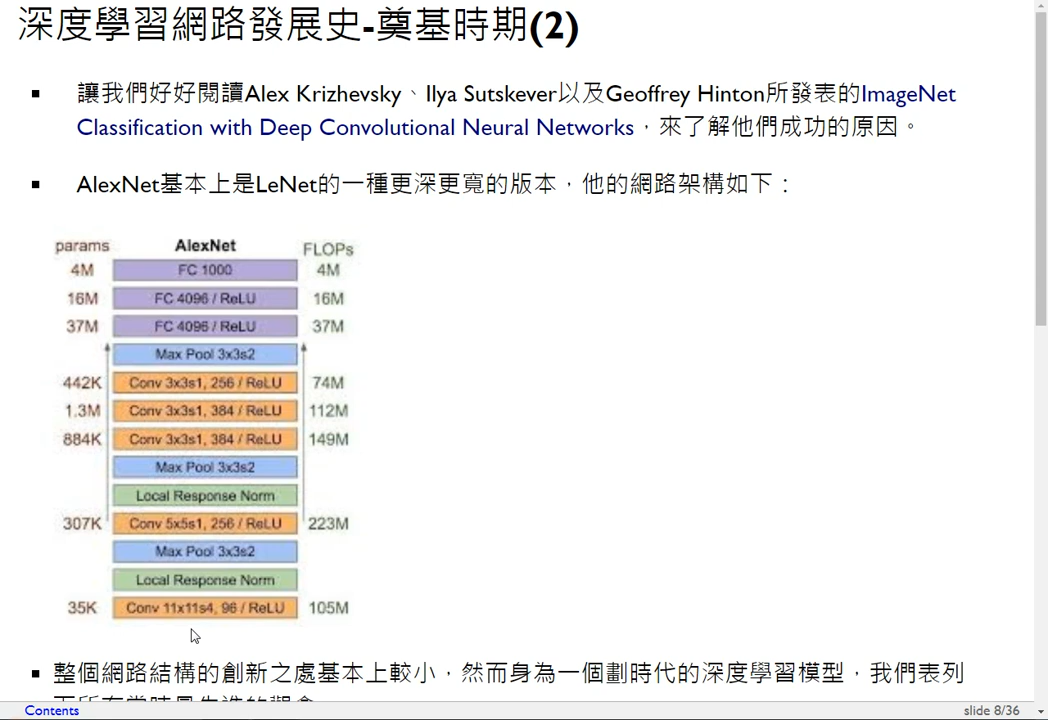 深度學習網路發展史-奠基時期(2)
▪ 讓我們好好閱讀Alex Krizhevsky、Ilya Sutskever以及Geoffrey Hinton所發表的ImageNet
Classification with Deep Convolutional Neural Networks，來了解他們成功的原因。
▪ AlexNet基本上是LeNet的一種更深更寬的版本，他的網路架構如下：
params AlexNet FLOPs
4M FC 1000 4M
16M FC 4096 / ReLU 16M
37M FC 4096 / ReLU 37M
Max Pool 3x3s2
442K Conv 3x3s1, 256 / ReLU 74M
1.3M Conv 3x3s1, 384 / ReLU 112M
884K Conv 3x3s1, 384 / ReLU 149M
Max Pool 3x3s2
Local Response Norm
307K Conv 5x5s1, 256 / ReLU 223M
Max Pool 3x3s2
Local Response Norm
35K Conv 11x11s4, 96 / ReLU 105M
▪ 整個網路結構的創新之處基本上較小，然而身為一個劃時代的深度學習模型，我們表列
Contents slide 8/36